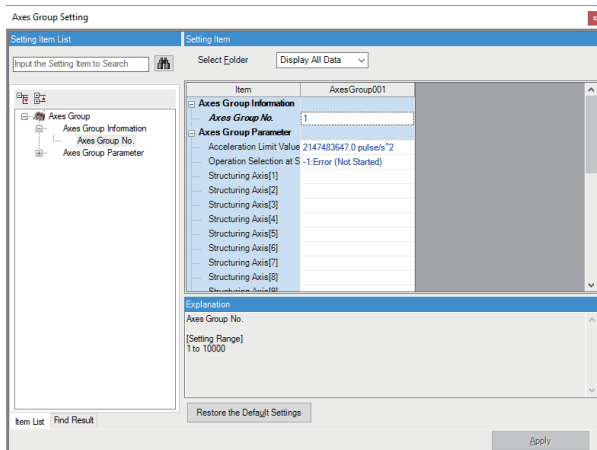 Axes Group Setting
x
Setting Item List
Setting Item
Input the Setting Item to Search
Select Folder
Display All Data
Item
AxesGroup001
Axes Group
Axes Group Information
Axes Group No.
Axes Group Parameter
Axes Group Information
Axes Group No.
1
Axes Group Parameter
Acceleration Limit Value
2147483647.0 pulse/s^2
Operation Selection at S
-1:Error (Not Started)
Structuring Axis[1]
Structuring Axis[2]
Structuring Axis[3]
Structuring Axis[4]
Structuring Axis[5]
Structuring Axis[6]
Structuring Axis[7]
Structuring Axis[8]
Structuring Axis[9]
Explanation
Axes Group No.
[Setting Range]
1 to 10000
Restore the Default Settings
Item List
Find Result
Apply